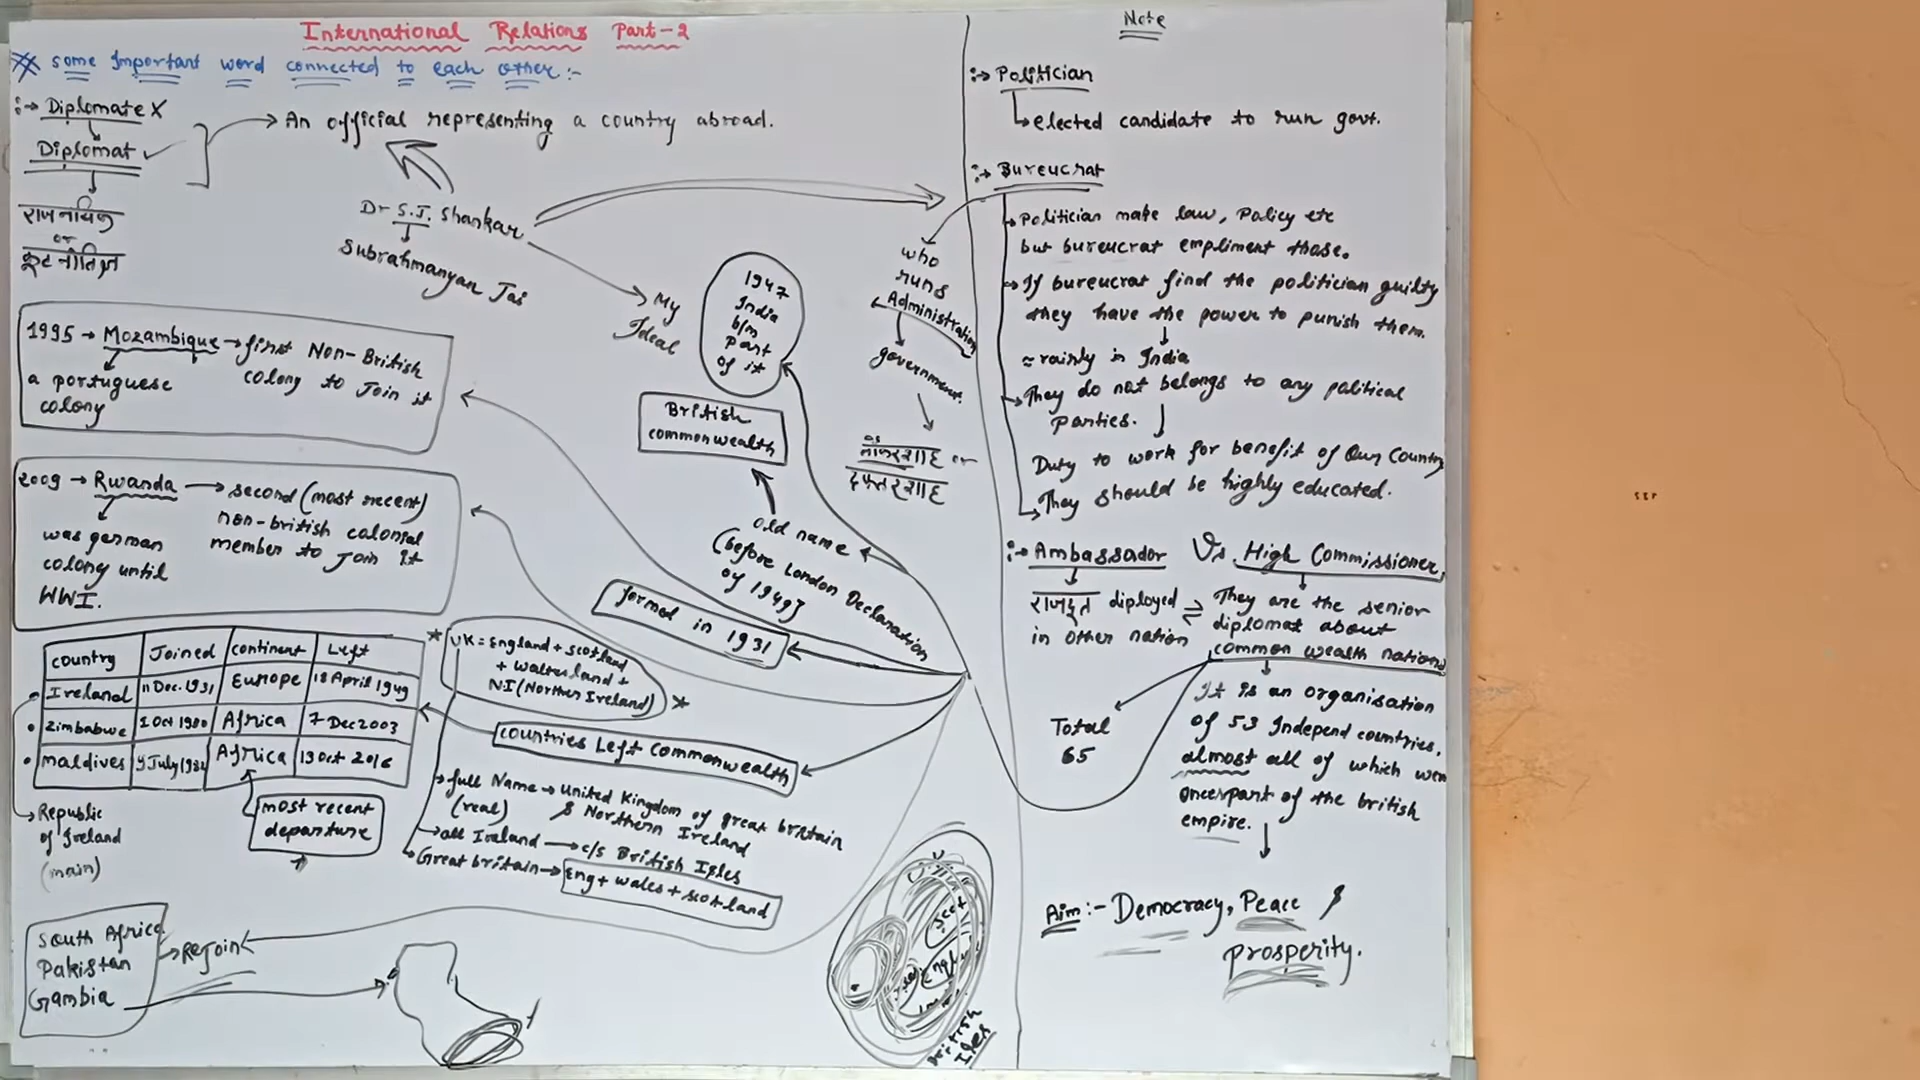 International Relations Part-2
some Important word connected to each other:-
Diplomate X
Diplomat ✓
राजनयिक
or
कूटनीतिज्ञ
An official representing a country abroad.
Dr S.J. Shankar
Subrahmanyan Jai
My
Ideal
1995 → Mozambique → first Non-British
colony to Join it
a portuguese
colony
2009 → Rwanda → second (most recent)
non-british colonial
member to Join It
was german
colony until
WWI.
1947
India
b/m
part
of it
British
commonwealth
old name
(before London Declaration
of 1949}
formed in 1931
who
runs
Administration
government.
दफ्तरशाह
country Joined continent Left
Ireland 11 Dec. 1931 Europe 18 April 1949
Zimbabwe 1 Oct 1980 Africa 7 Dec 2003
maldives July Africa 13 Oct 2016
most recent
departure
Republic
of Ireland
(main)
* UK = England + Scotland
+ Walter land +
NI (Northern Ireland) *
countries Left Commonwealth
full Name → United Kingdom of great britain
(real) & Northern Ireland
all Ireland → c/s British Isles
Great britain → Eng + wales + scotland
South Africa
Pakistan
Gambia
→ Rejoin
Scot
Eng
British
Isles
Note
Politician
elected candidate to run govt.
Bureucrat
Politician make law, Policy etc
but bureucrat empliment those.
If bureucrat find the politician guilty
they have the power to punish them.
= rainly in India
They do not belongs to any political
parties.
Duty to work for benefit of Our Country
They should be highly educated.
Ambassador Vs High Commissioner,
राजदूत diployed
in other nation
They are the senior
diplomat about
common wealth nations
Total
65
It is an organisation
of 53 Independ countries,
almost all of which were
oncespart of the british
empire.
Aim:- Democracy, Peace &
prosperity.